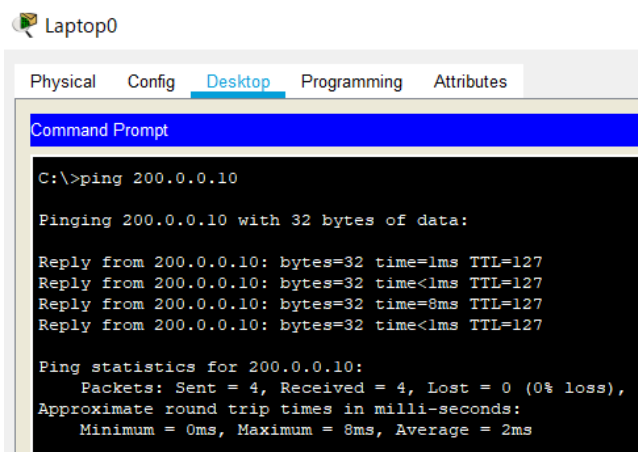 Laptop0
Physical Config Desktop Programming Attributes
Command Prompt
C:\>ping 200.0.0.10
Pinging 200.0.0.10 with 32 bytes of data:
Reply from 200.0.0.10: bytes=32 time=1ms TTL=127
Reply from 200.0.0.10: bytes=32 time<1ms TTL=127
Reply from 200.0.0.10: bytes=32 time=8ms TTL=127
Reply from 200.0.0.10: bytes=32 time<1ms TTL=127
Ping statistics for 200.0.0.10:
Packets: Sent = 4, Received = 4, Lost = 0 (0% loss),
Approximate round trip times in milli-seconds:
Minimum = 0ms, Maximum = 8ms, Average = 2ms